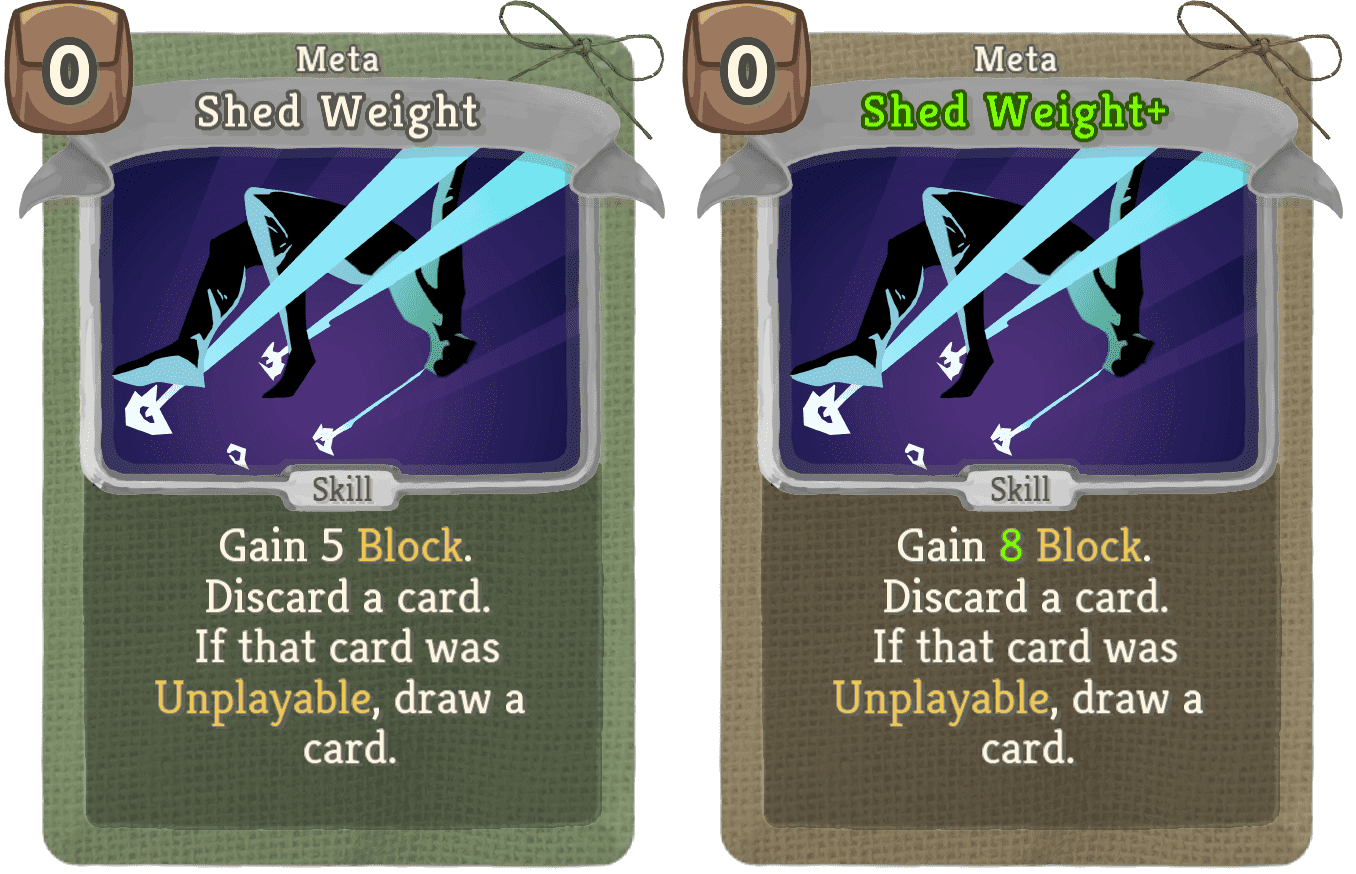 0
Meta
Shed Weight
Skill
Gain 5 Block.
Discard a card.
If that card was
Unplayable, draw a
card.
0
Meta
Shed Weight+
Skill
Gain 8 Block.
Discard a card.
If that card was
Unplayable, draw a
card.